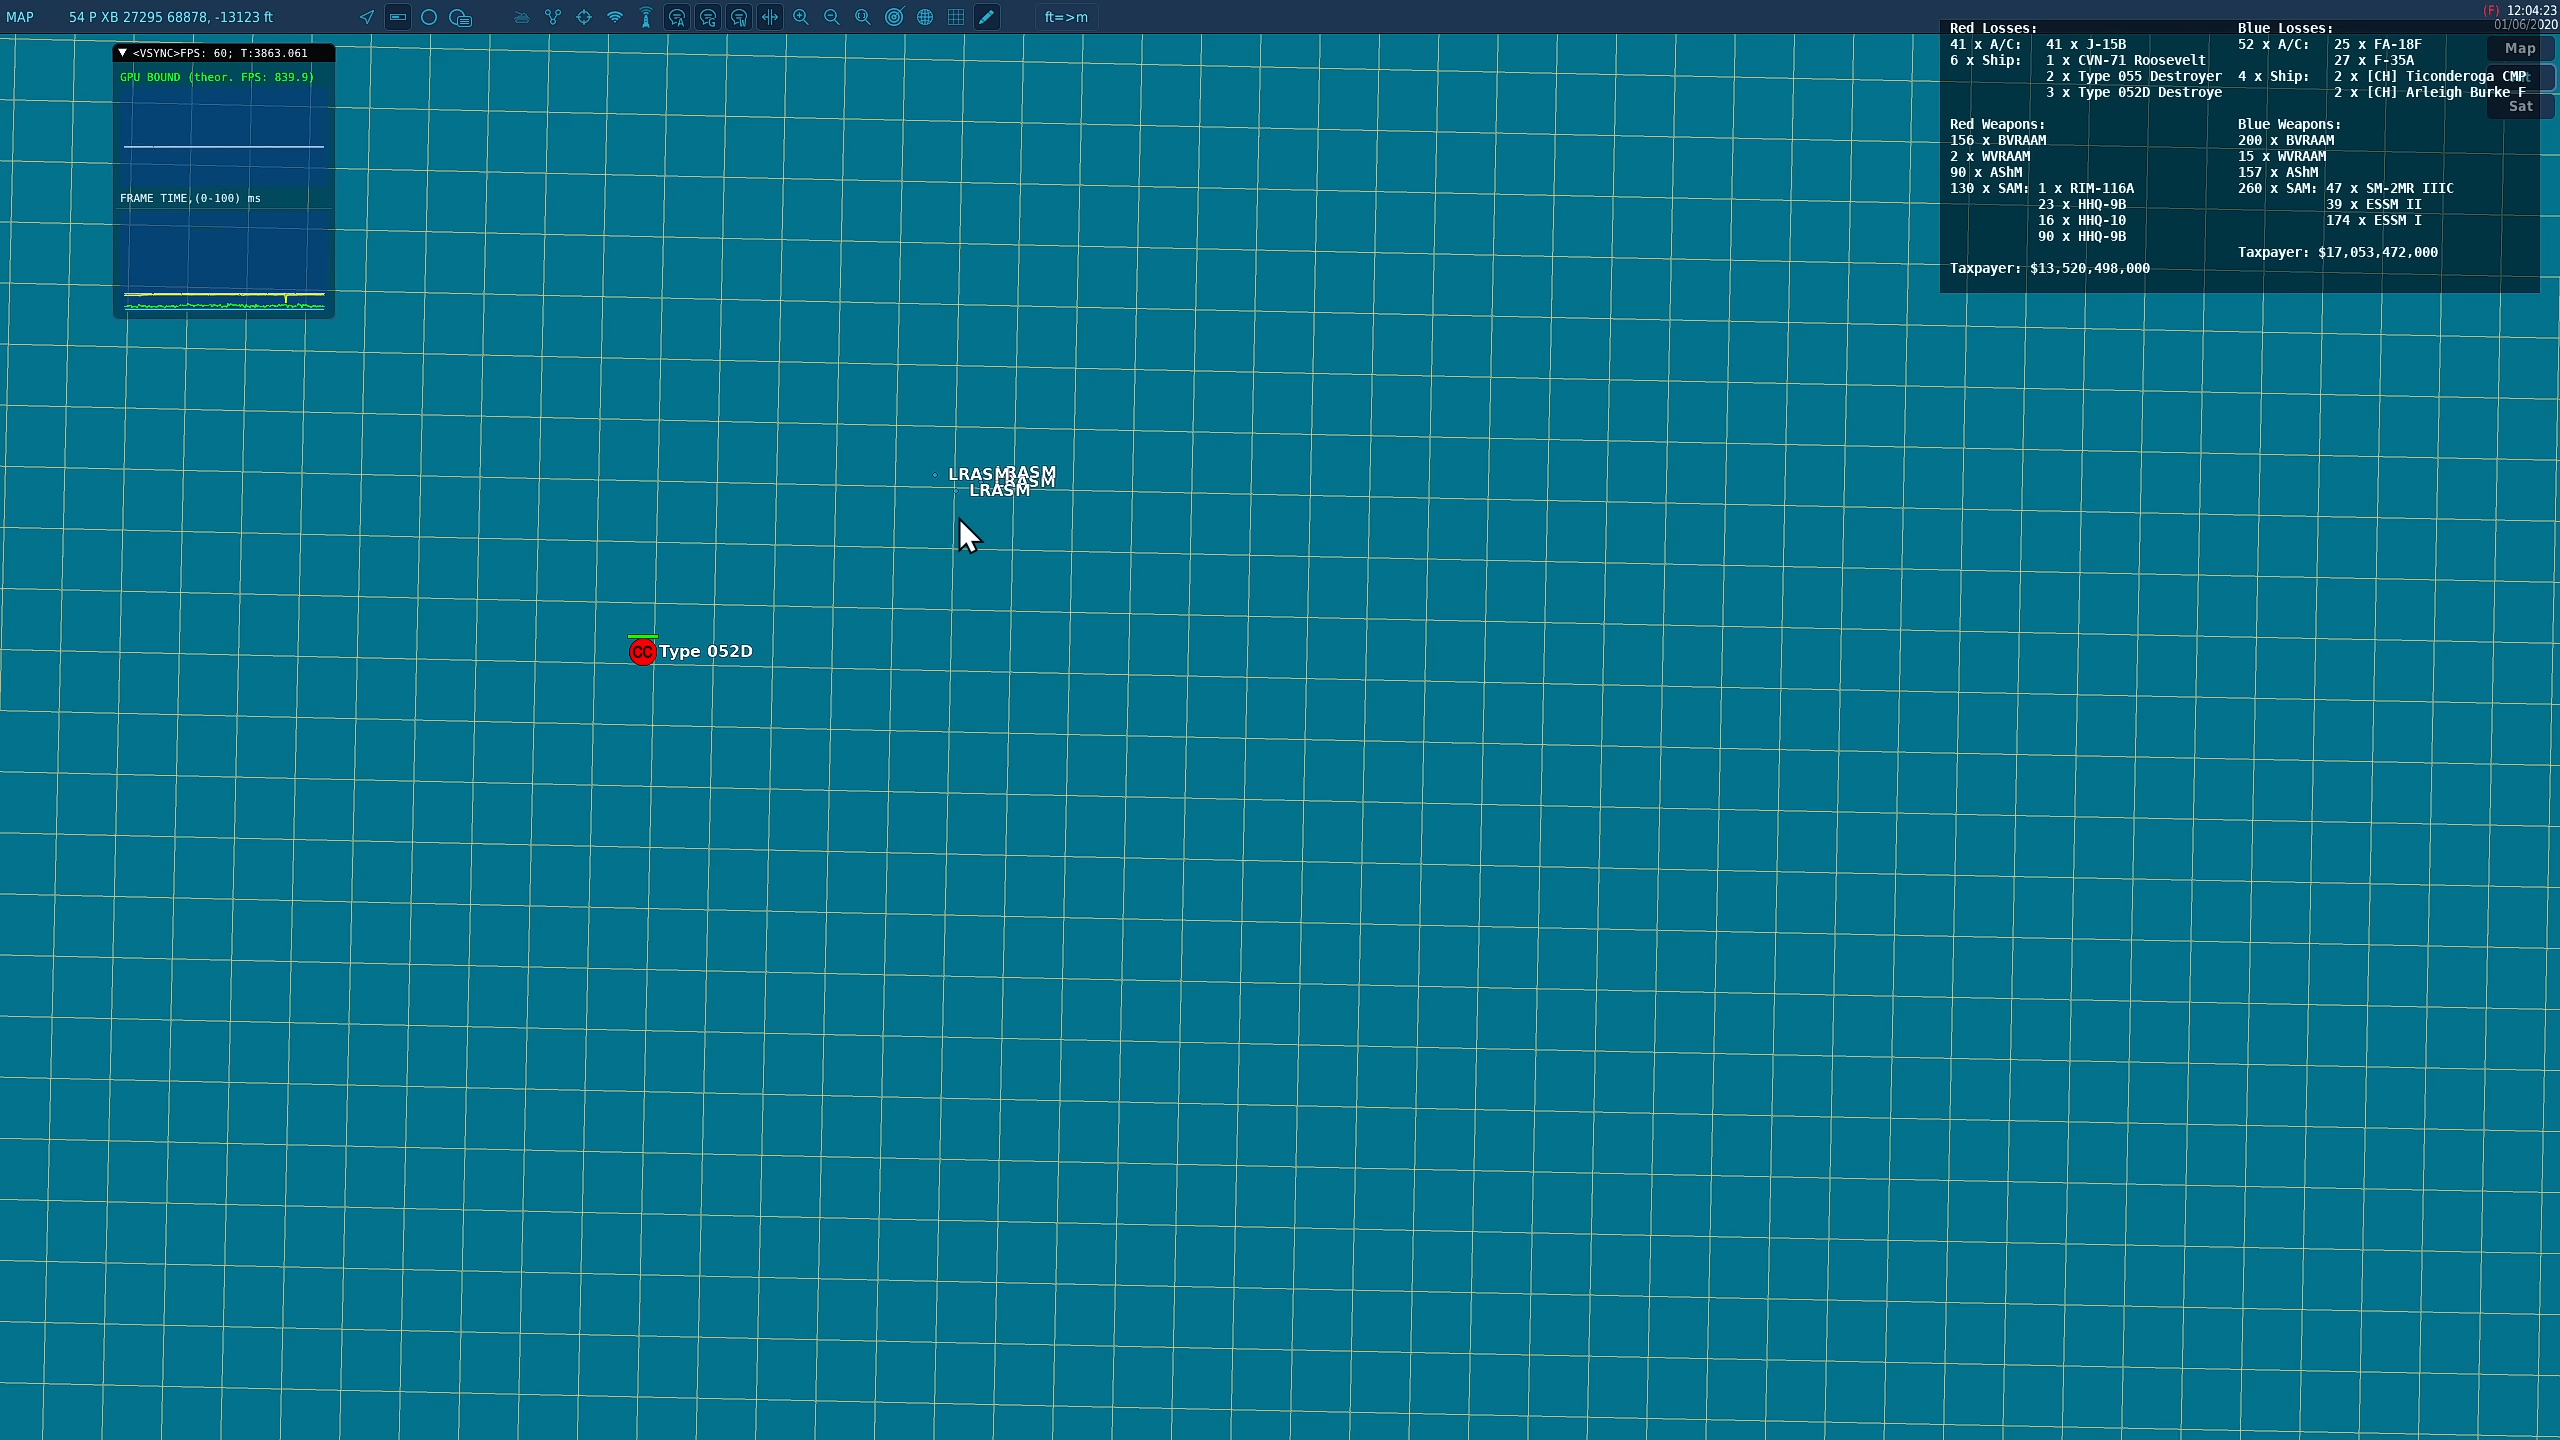 MAP 54 P XB 27295 68878, -13123 ft ft=>m (F) 12:04:23
01/06/2020
▼ <VSYNC>FPS: 60; T:3863.061
GPU BOUND (theor. FPS: 839.9)
FRAME TIME,(0-100) ms
Red Losses:
41 x A/C: 41 x J-15B
6 x Ship: 1 x CVN-71 Roosevelt
2 x Type 055 Destroyer
3 x Type 052D Destroye
Red Weapons:
156 x BVRAAM
2 x WVRAAM
90 x AShM
130 x SAM: 1 x RIM-116A
23 x HHQ-9B
16 x HHQ-10
90 x HHQ-9B
Taxpayer: $13,520,498,000
Blue Losses:
52 x A/C: 25 x FA-18F
27 x F-35A
4 x Ship: 2 x [CH] Ticonderoga CMP
2 x [CH] Arleigh Burke F
Blue Weapons:
200 x BVRAAM
15 x WVRAAM
157 x AShM
260 x SAM: 47 x SM-2MR IIIC
39 x ESSM II
174 x ESSM I
Taxpayer: $17,053,472,000
Map
Sat
LRASM
LRASM
LRASM
LRASM
CC Type 052D